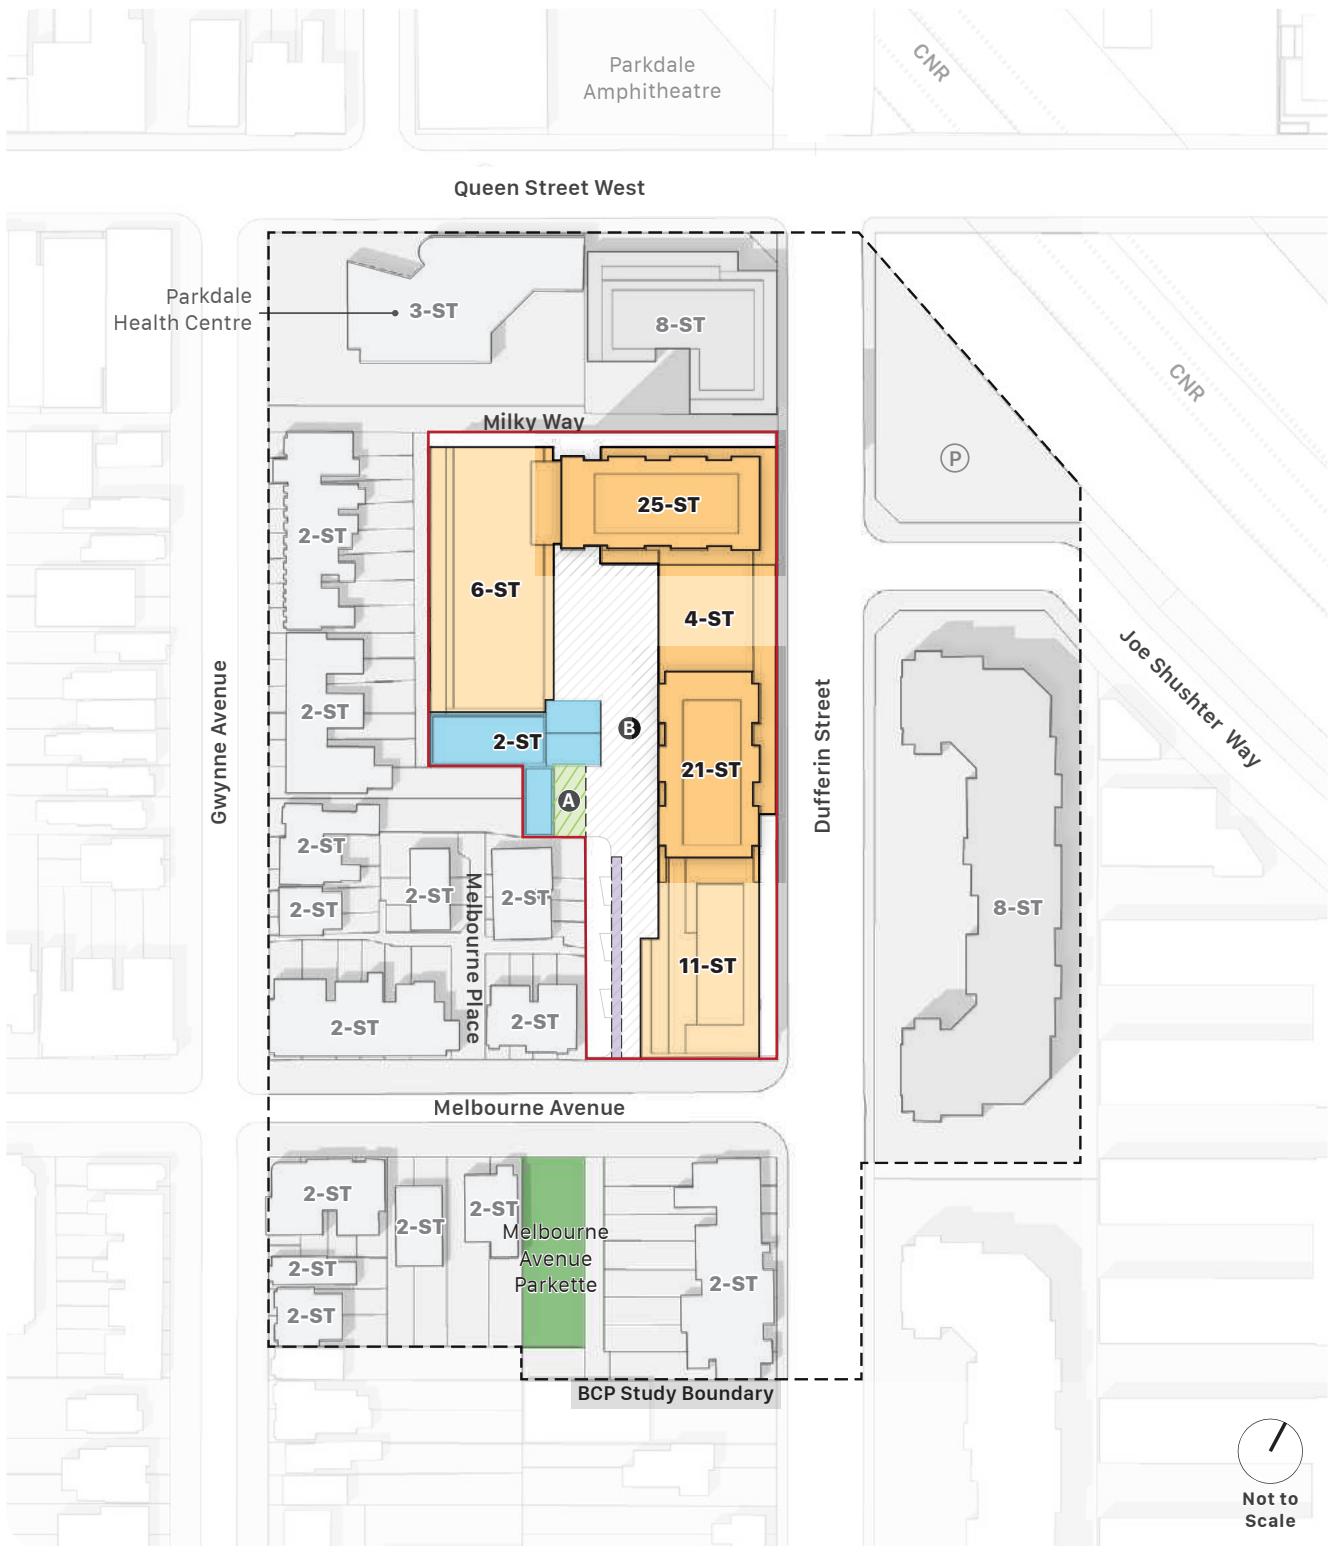 Parkdale
Amphitheatre
CNR
Queen Street West
Parkdale
Health Centre
3-ST
8-ST
CNR
Milky Way
P
25-ST
2-ST
6-ST
4-ST
Joe Shushter Way
Gwynne Avenue
2-ST
2-ST
B
Dufferin Street
21-ST
A
2-ST
2-ST
2-ST
2-ST
Melbourne Place
8-ST
11-ST
2-ST
2-ST
Melbourne Avenue
2-ST
2-ST
2-ST
Melbourne
Avenue
Parkette
2-ST
2-ST
2-ST
BCP Study Boundary
Not to
Scale